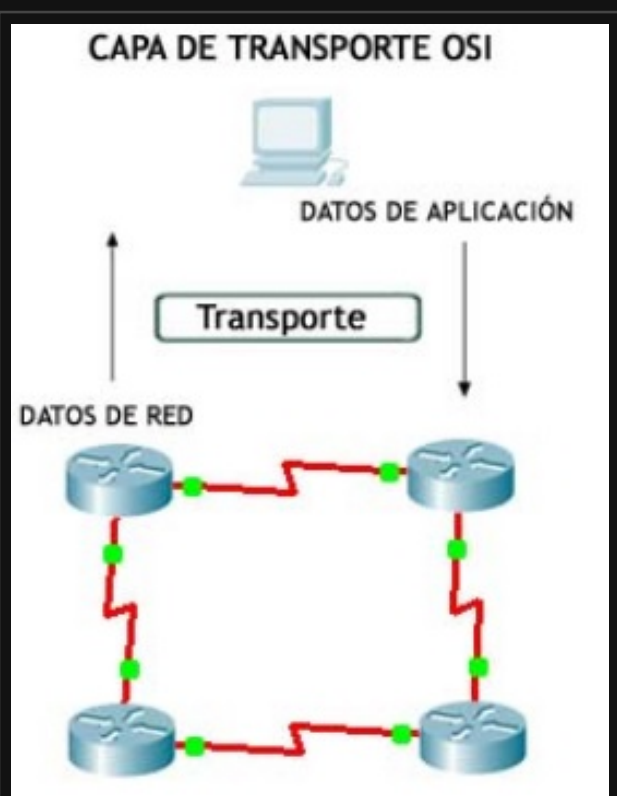 CAPA DE TRANSPORTE OSI
DATOS DE APLICACIÓN
Transporte
DATOS DE RED